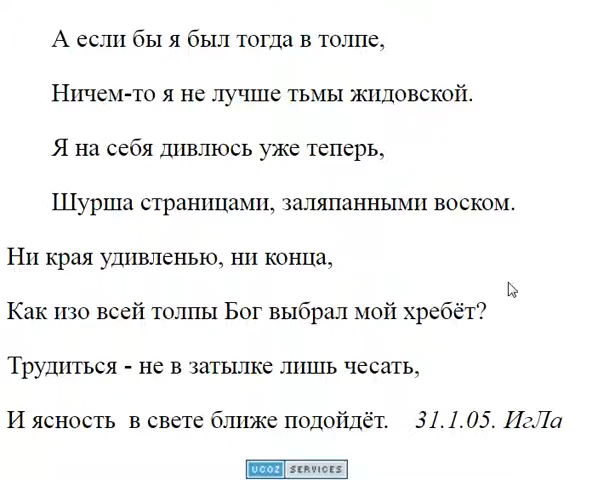 А если бы я был тогда в толпе,
Ничем-то я не лучше тьмы жидовской.
Я на себя дивлюсь уже теперь,
Шурша страницами, заляпанными воском.
Ни края удивленью, ни конца,
Как изо всей толпы Бог выбрал мой хребёт?
Трудиться - не в затылке лишь чесать,
И ясность  в свете ближе подойдёт. 31.1.05. ИгЛа
UCOZ SERVICES